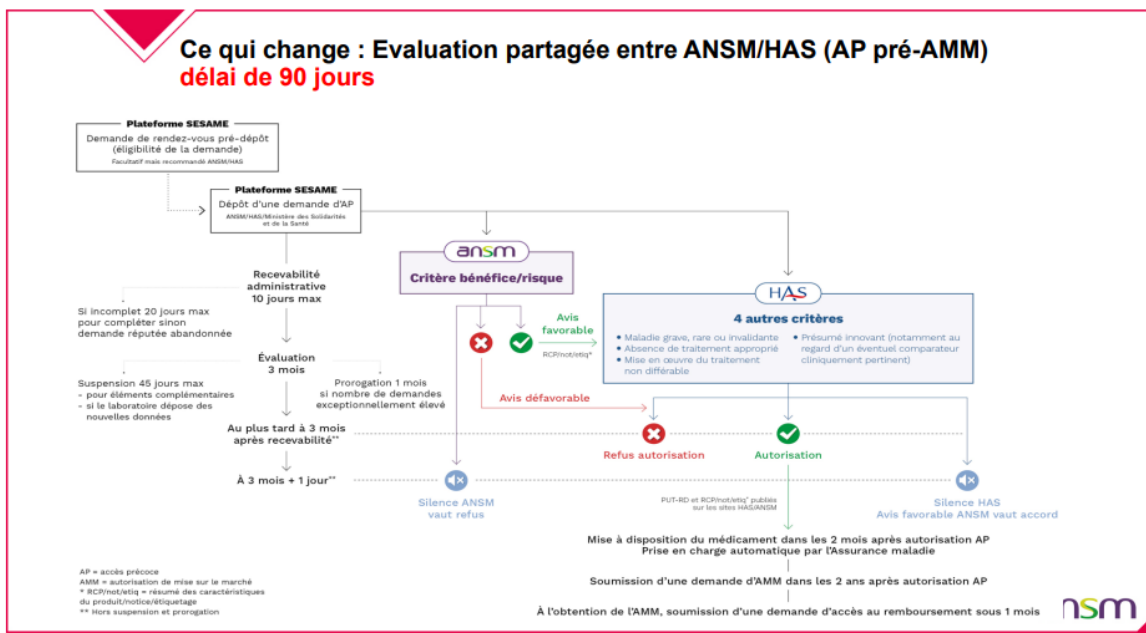 Ce qui change : Evaluation partagée entre ANSM/HAS (AP pré-AMM)
délai de 90 jours
Plateforme SESAME
Demande de rendez-vous pré-dépôt
(éligibilité de la demande)
Facultatif mais recommandé ANSM/HAS
Plateforme SESAME
Dépôt d'une demande d'AP
ANSM/HAS/Ministère des Solidarités
et de la Santé
ansm
Critère bénéfice/risque
HAS
4 autres critères
• Maladie grave, rare ou invalidante
• Absence de traitement approprié
• Mise en œuvre du traitement
non différable
• Présumé innovant (notamment au
regard d'un éventuel comparateur
cliniquement pertinent)
Recevabilité
administrative
10 jours max
Si incomplet 20 jours max
pour compléter sinon
demande réputée abandonnée
Avis
favorable
RCP/not/etiq*
Évaluation
3 mois
Suspension 45 jours max
- pour éléments complémentaires
- si le laboratoire dépose des
nouvelles données
Prorogation 1 mois
si nombre de demandes
exceptionnellement élevé
Avis défavorable
Au plus tard à 3 mois
après recevabilité**
Refus autorisation
Autorisation
À 3 mois + 1 jour**
Silence ANSM
vaut refus
PUT-RD et RCP/not/etiq* publiés
sur les sites HAS/ANSM
Silence HAS
Avis favorable ANSM vaut accord
Mise à disposition du médicament dans les 2 mois après autorisation AP
Prise en charge automatique par l'Assurance maladie
Soumission d'une demande d'AMM dans les 2 ans après autorisation AP
À l'obtention de l'AMM, soumission d'une demande d'accès au remboursement sous 1 mois
AP = accès précoce
AMM = autorisation de mise sur le marché
* RCP/not/etiq = résumé des caractéristiques
du produit/notice/étiquetage
** Hors suspension et prorogation
nsm